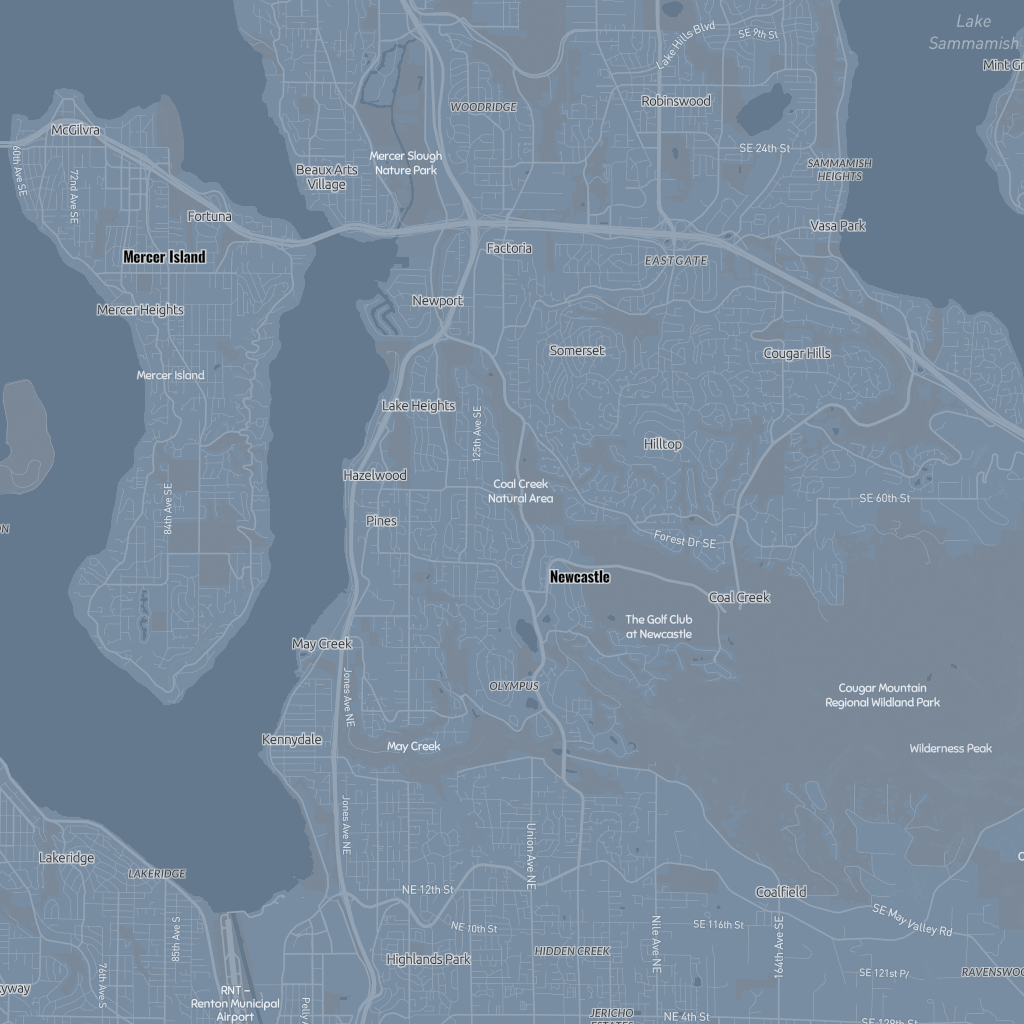 Lake
Sammamish
SE 9th St
Lake Hills Blvd
Mint Gr
Robinswood
WOODRIDGE
McGilvra
SE 24th St
60th Ave SE
Mercer Slough
Nature Park
SAMMAMISH
HEIGHTS
Beaux Arts
Village
72nd Ave SE
Fortuna
Vasa Park
Factoria
Mercer Island
EASTGATE
Newport
Mercer Heights
Somerset
Cougar Hills
Mercer Island
Lake Heights
125th Ave SE
Hilltop
Hazelwood
Coal Creek
Natural Area
SE 60th St
84th Ave SE
Pines
ON
Forest Dr SE
Newcastle
Coal Creek
The Golf Club
at Newcastle
May Creek
OLYMPUS
Cougar Mountain
Regional Wildland Park
Jones Ave NE
Kennydale
May Creek
Wilderness Peak
Jones Ave NE
Union Ave NE
Lakeridge
LAKERIDGE
NE 12th St
Coalfield
SE May Valley Rd
NE 10th St
SE 116th St
85th Ave S
Nile Ave NE
164th Ave SE
HIDDEN CREEK
Highlands Park
SE 121st Pl
RAVENSWOO
76th Ave S
kyway
RNT –
Renton Municipal
Airport
Pelly A
JERICHO
ESTATES
NE 4th St
SE 128th St